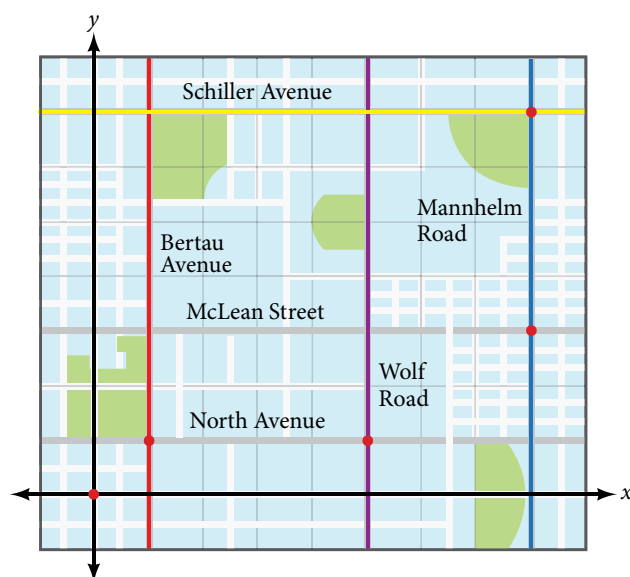 y
Schiller Avenue
Mannhelm
Road
Bertau
Avenue
McLean Street
Wolf
Road
North Avenue
x